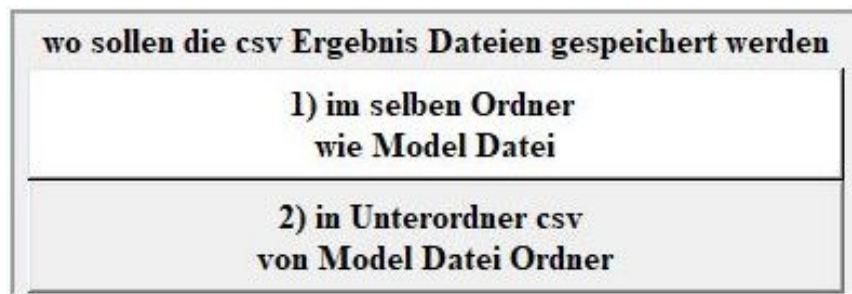 wo sollen die csv Ergebnis Dateien gespeichert werden
1) im selben Ordner
wie Model Datei
2) in Unterordner csv
von Model Datei Ordner